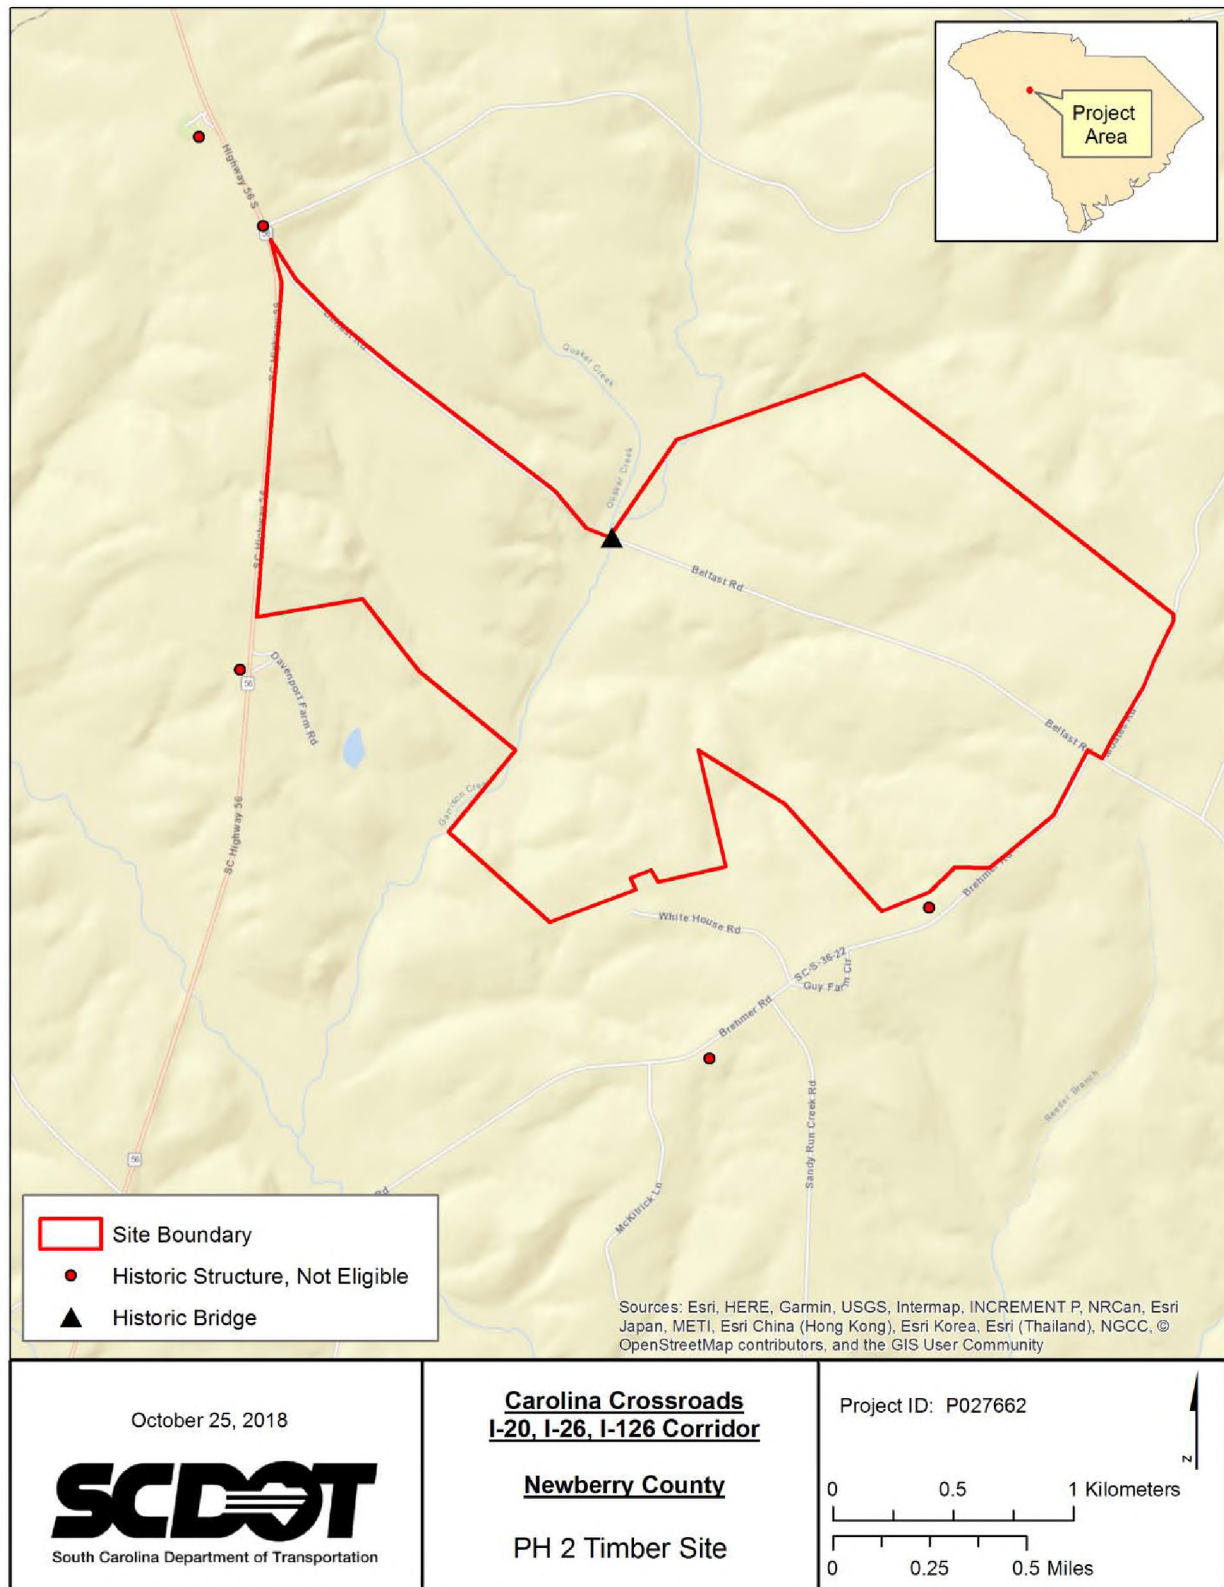 Project
Area
Highway 56 S
SC Highway 56
Belfast Rd
Quaker Creek
Quaker Creek
SC Highway 56
Belfast Rd
Davenport Farm Rd
56
Belfast Rd
Garrison
SC Highway 56
Brehmer Rd
White House Rd
SC-S-36-22
Guy Farm Cir
Brehmer Rd
Sandy Run Creek Rd
Reeder Branch
McKitrick Ln
56
Rd
Site Boundary
Historic Structure, Not Eligible
Historic Bridge
Sources: Esri, HERE, Garmin, USGS, Intermap, INCREMENT P, NRCan, Esri
Japan, METI, Esri China (Hong Kong), Esri Korea, Esri (Thailand), NGCC, ©
OpenStreetMap contributors, and the GIS User Community
October 25, 2018
SCDOT
South Carolina Department of Transportation
Carolina Crossroads
I-20, I-26, I-126 Corridor
Newberry County
PH 2 Timber Site
Project ID: P027662
N
0 0.5 1 Kilometers
0 0.25 0.5 Miles